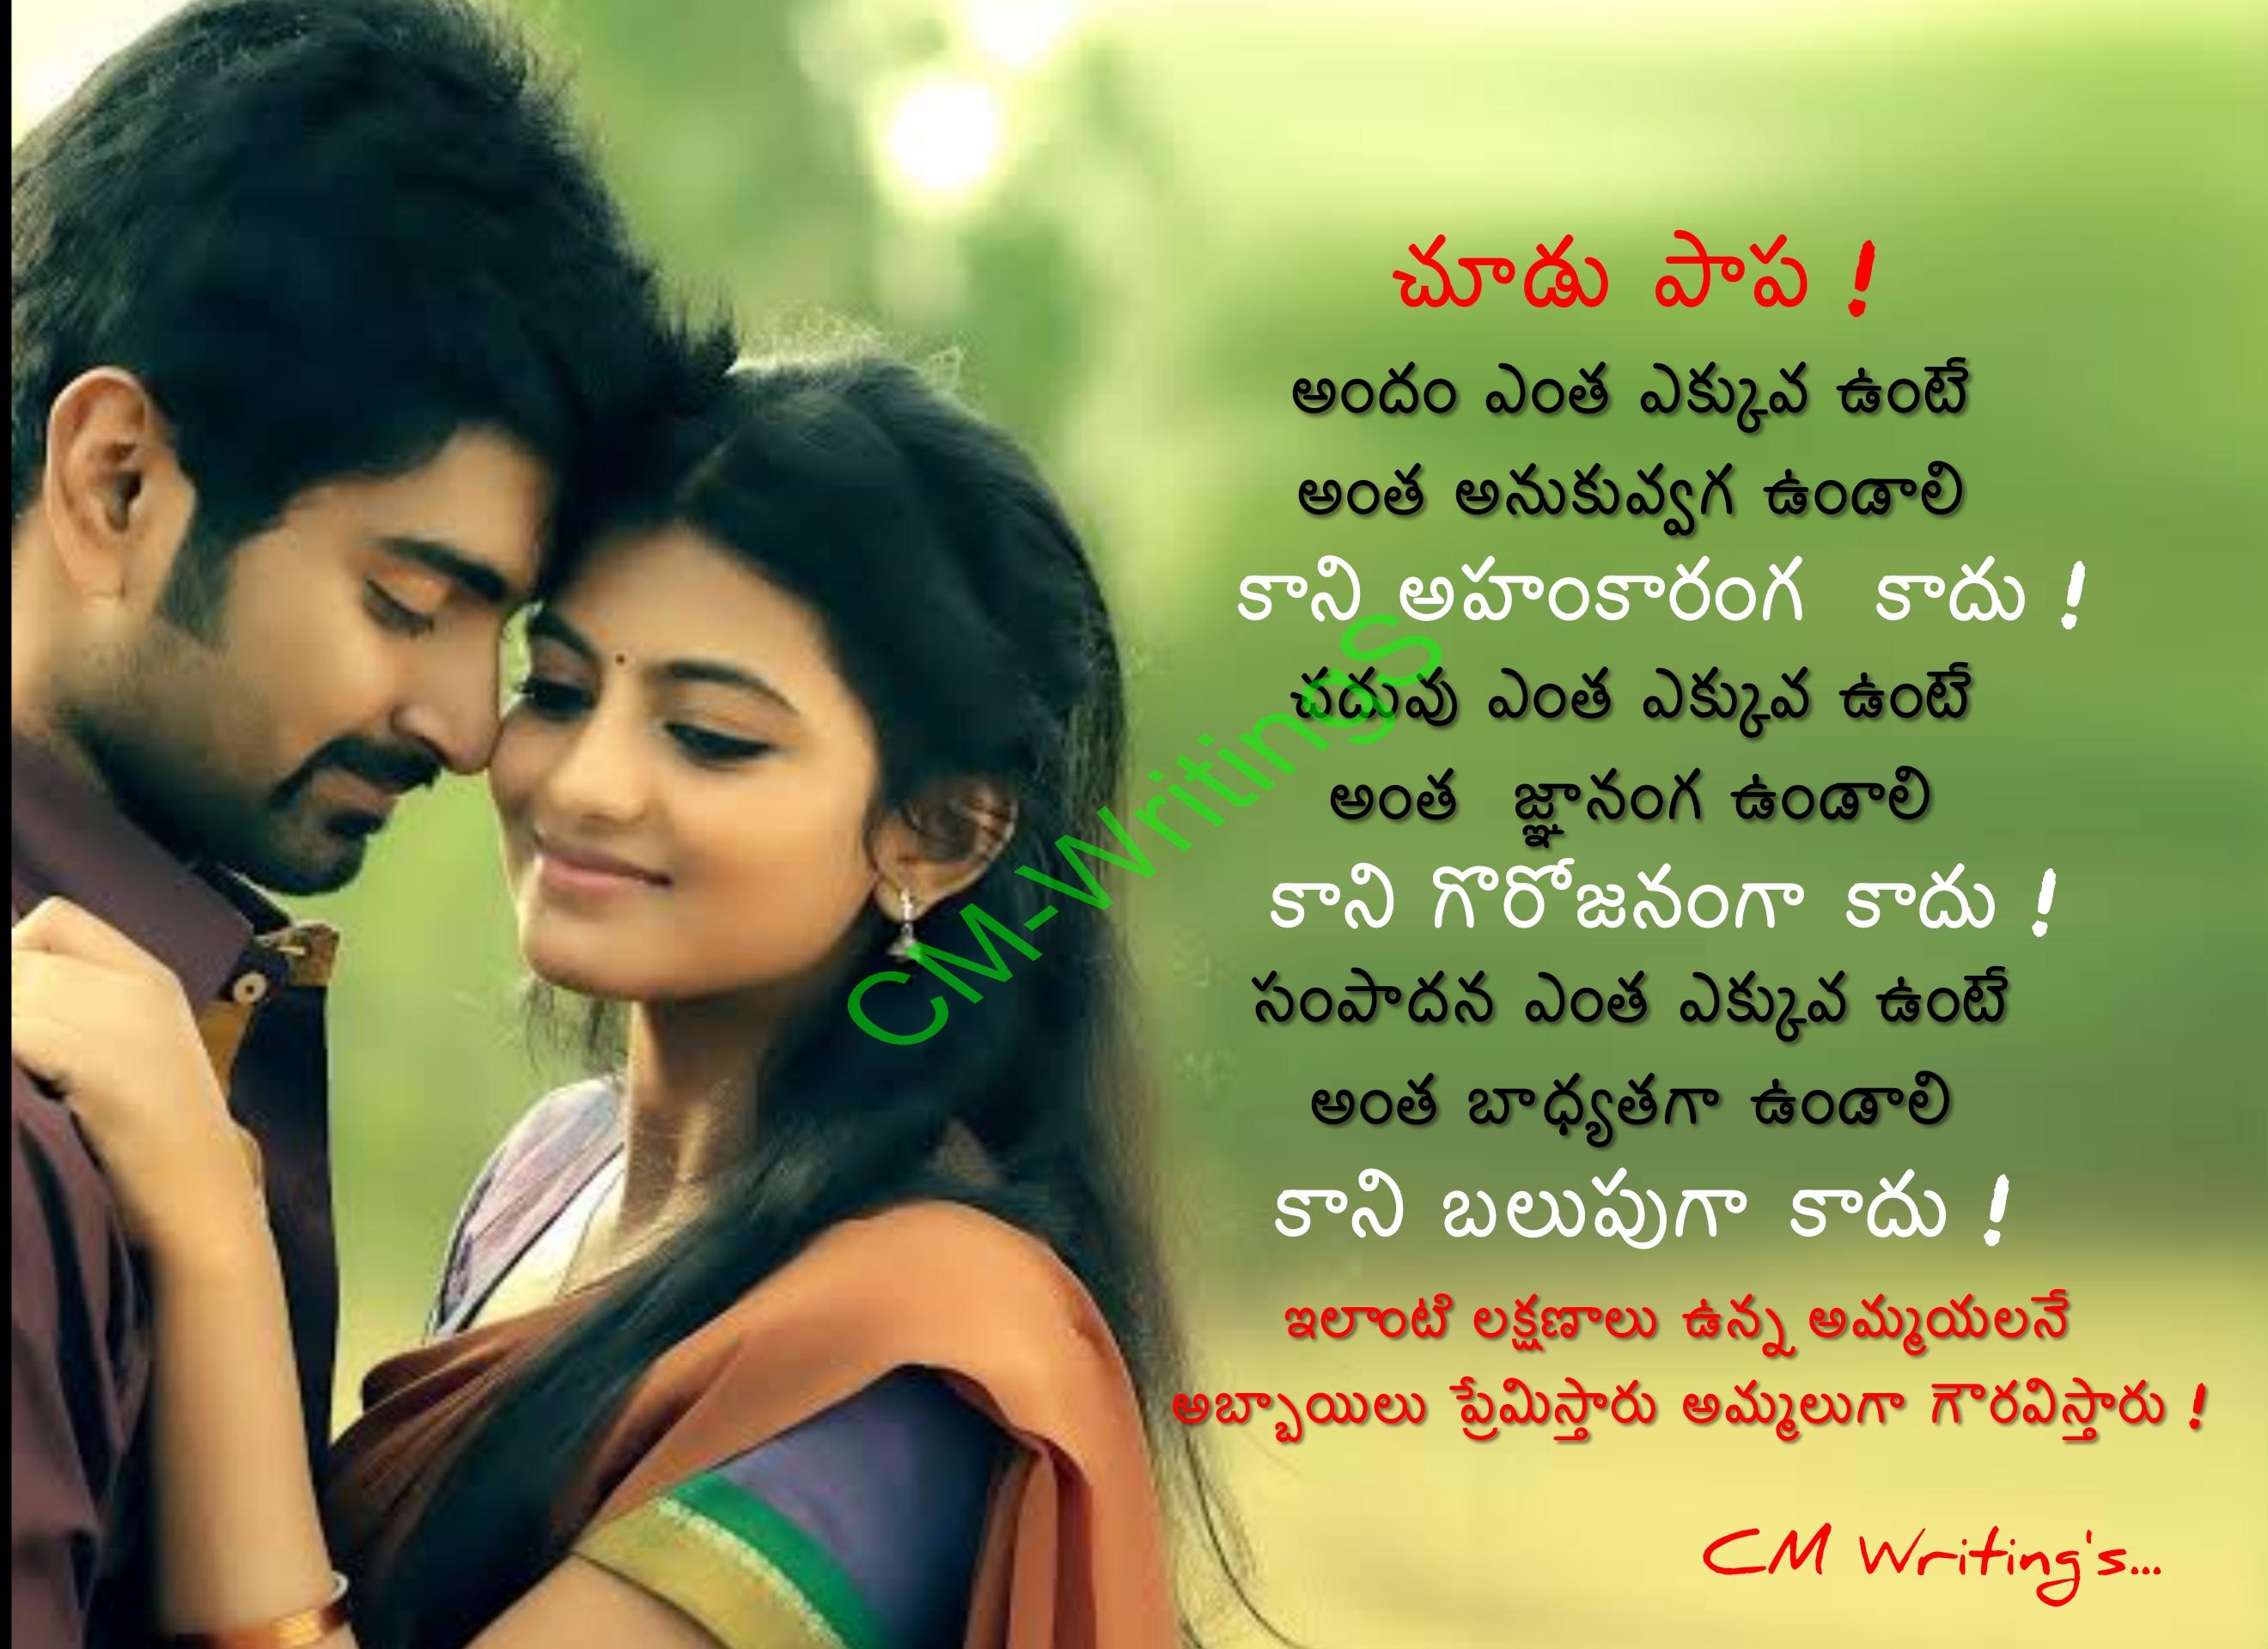 చూడు పాప !
అందం ఎంత ఎక్కువ ఉంటే
అంత అనుకువ్వగ ఉండాలి
కాని అహంకారంగ కాదు !
చదువు ఎంత ఎక్కువ ఉంటే
అంత జ్ఞానంగ ఉండాలి
కాని గొరోజనంగా కాదు !
సంపాదన ఎంత ఎక్కువ ఉంటే
అంత బాధ్యతగా ఉండాలి
కాని బలుపుగా కాదు !
ఇలాంటి లక్షణాలు ఉన్న అమ్మయలనే
అబ్బాయిలు ప్రేమిస్తారు అమ్మలుగా గౌరవిస్తారు !
CM Writing's...
CM-WritingS